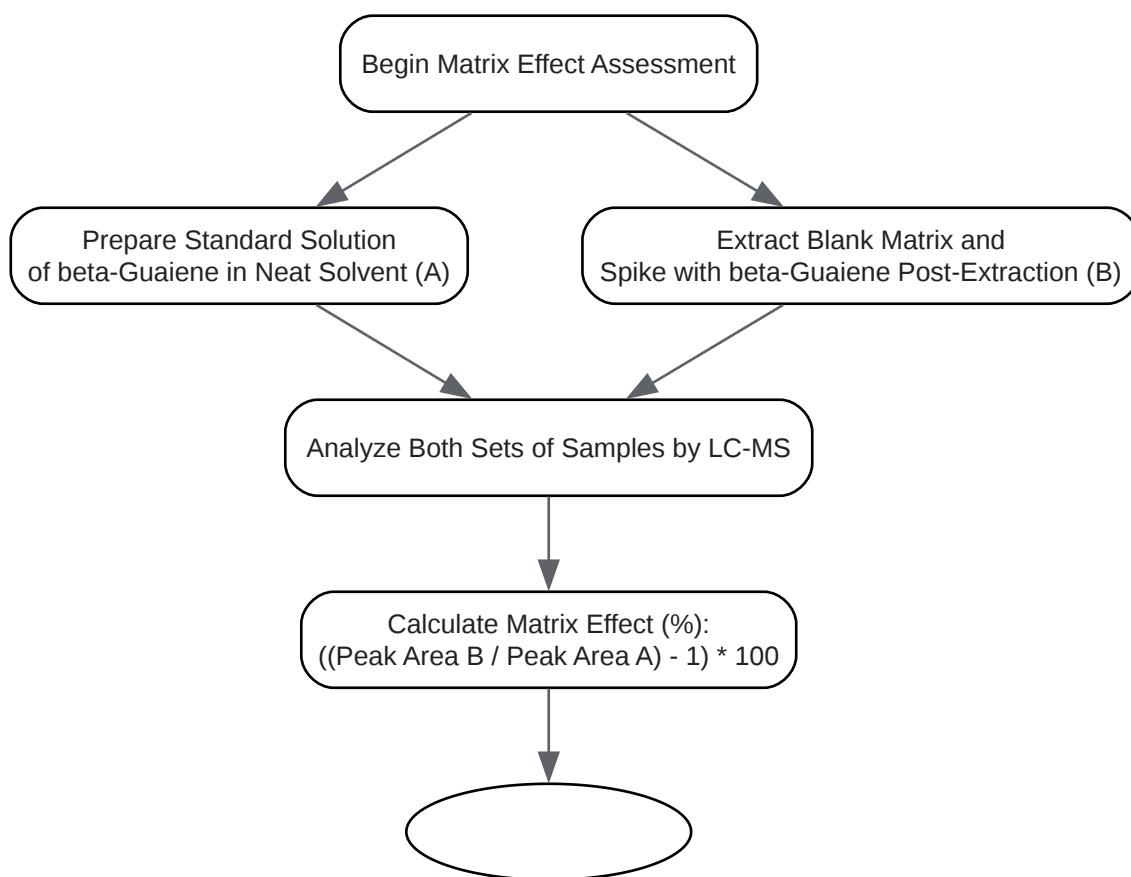 Begin Matrix Effect Assessment
Prepare Standard Solution
of beta-Guaiene in Neat Solvent (A)
Extract Blank Matrix and
Spike with beta-Guaiene Post-Extraction (B)
Analyze Both Sets of Samples by LC-MS
Calculate Matrix Effect (%):
((Peak Area B / Peak Area A) - 1) * 100